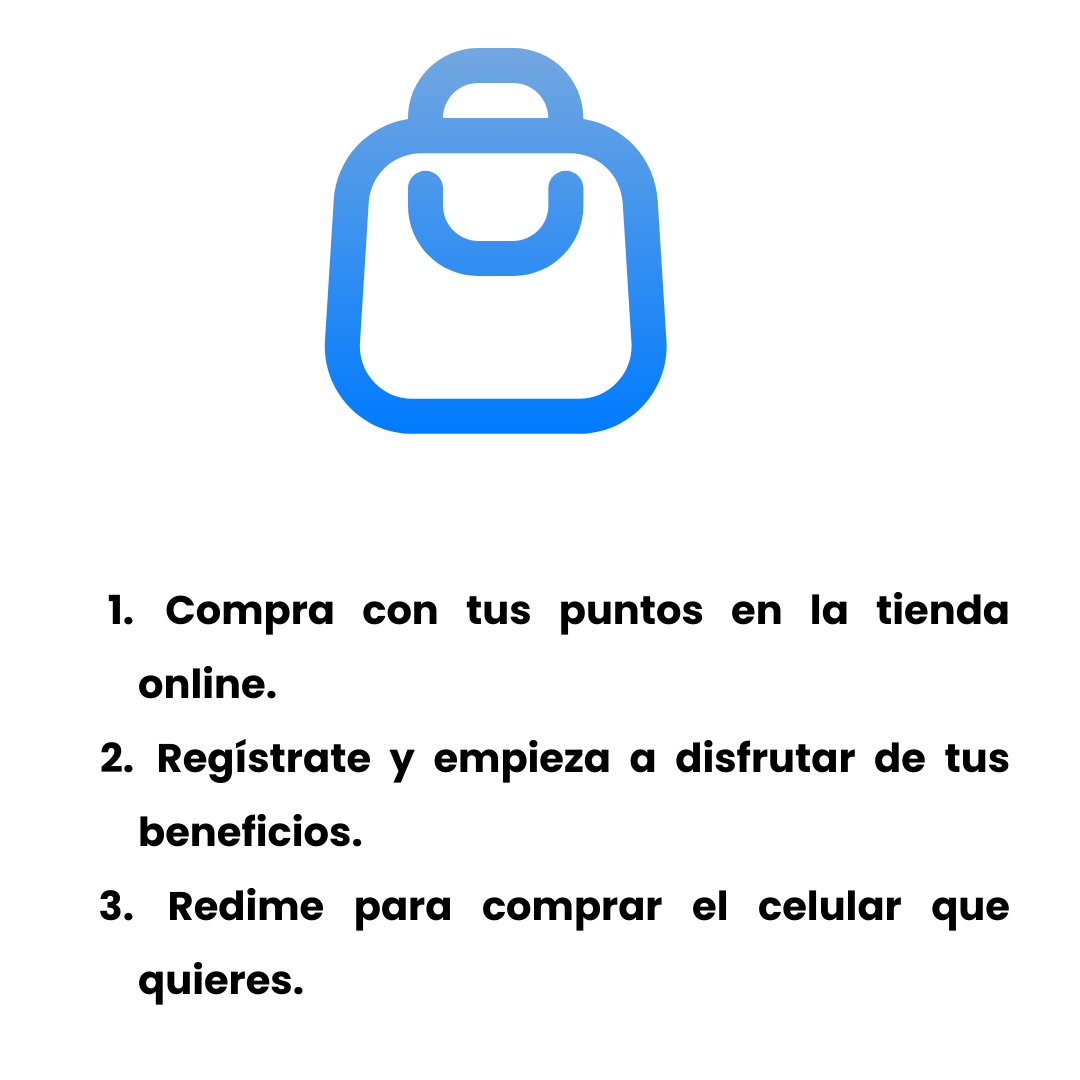 1. Compra con tus puntos en la tienda
online.
2. Regístrate y empieza a disfrutar de tus
beneficios.
3. Redime para comprar el celular que
quieres.